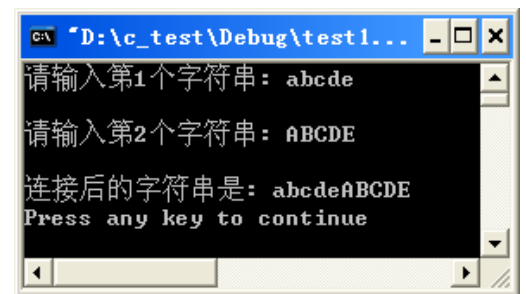 "D:\c_test\Debug\test1...
请输入第1个字符串: abcde
请输入第2个字符串: ABCDE
连接后的字符串是: abcdeABCDE
Press any key to continue